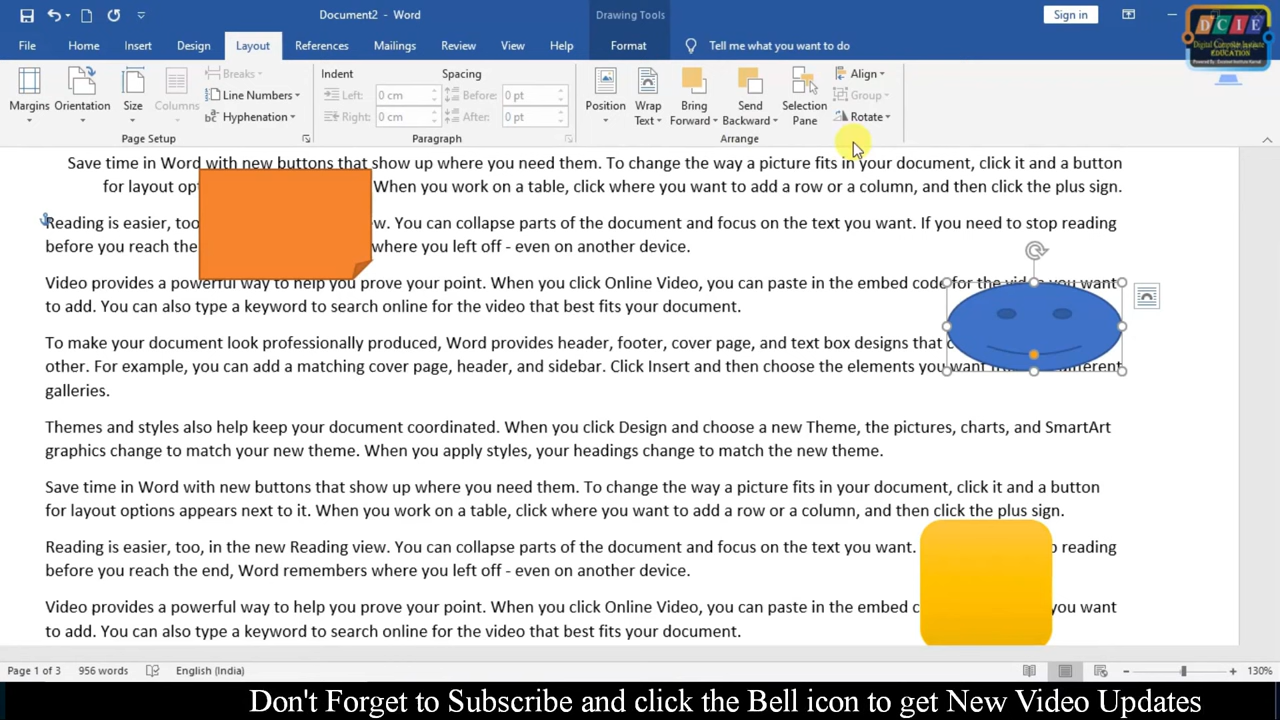 Document2 - Word
Drawing Tools
Sign in
DCIE
EDUCATION
File Home Insert Design Layout References Mailings Review View Help Format Tell me what you want to do
Margins Orientation Size Columns
Breaks
Line Numbers
Hyphenation
Page Setup
Indent
Left: 0 cm
Right: 0 cm
Spacing
Before: 0 pt
After: 0 pt
Paragraph
Position Wrap Text Bring Forward Send Backward Selection Pane
Align
Group
Rotate
Arrange
Save time in Word with new buttons that show up where you need them. To change the way a picture fits in your document, click it and a button
for layout When you work on a table, click where you want to add a row or a column, and then click the plus sign.
Reading is easier, too You can collapse parts of the document and focus on the text you want. If you need to stop reading
before you reach the where you left off - even on another device.
Video provides a powerful way to help you prove your point. When you click Online Video, you can paste in the embed code for the video you want
to add. You can also type a keyword to search online for the video that best fits your document.
To make your document look professionally produced, Word provides header, footer, cover page, and text box designs that
other. For example, you can add a matching cover page, header, and sidebar. Click Insert and then choose the elements you want different
galleries.
Themes and styles also help keep your document coordinated. When you click Design and choose a new Theme, the pictures, charts, and SmartArt
graphics change to match your new theme. When you apply styles, your headings change to match the new theme.
Save time in Word with new buttons that show up where you need them. To change the way a picture fits in your document, click it and a button
for layout options appears next to it. When you work on a table, click where you want to add a row or a column, and then click the plus sign.
Reading is easier, too, in the new Reading view. You can collapse parts of the document and focus on the text you want. reading
before you reach the end, Word remembers where you left off - even on another device.
Video provides a powerful way to help you prove your point. When you click Online Video, you can paste in the embed you want
to add. You can also type a keyword to search online for the video that best fits your document.
Page 1 of 3 956 words English (India) 130%
Don't Forget to Subscribe and click the Bell icon to get New Video Updates